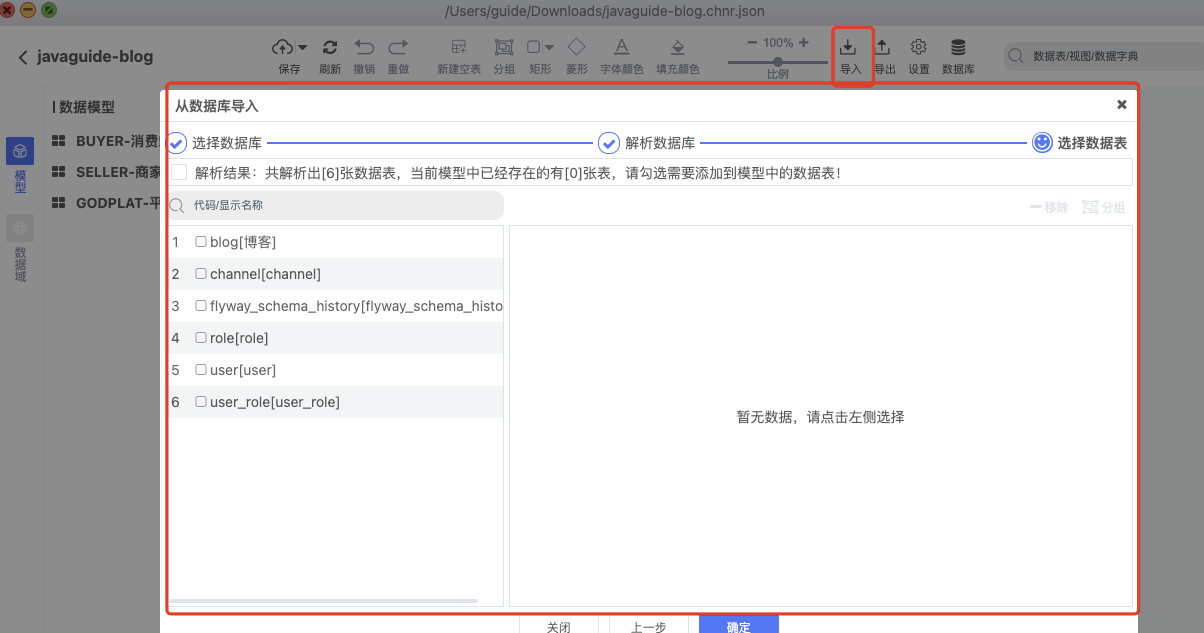 /Users/guide/Downloads/javaguide-blog.chnr.json
javaguide-blog
保存 刷新 撤销 重做 新建空表 分组 矩形 菱形 字体颜色 填充颜色 100% 比例 导入 导出 设置 数据库 数据表/视图/数据字典
数据模型
BUYER-消费
SELLER-商家
GODPLAT-平
模型
数据域
从数据库导入
选择数据库 解析数据库 选择数据表
解析结果：共解析出[6]张数据表，当前模型中已经存在的有[0]张表，请勾选需要添加到模型中的数据表！
代码/显示名称
移除 分组
1 blog[博客]
2 channel[channel]
3 flyway_schema_history[flyway_schema_histo
4 role[role]
5 user[user]
6 user_role[user_role]
暂无数据，请点击左侧选择
关闭 上一步 确定